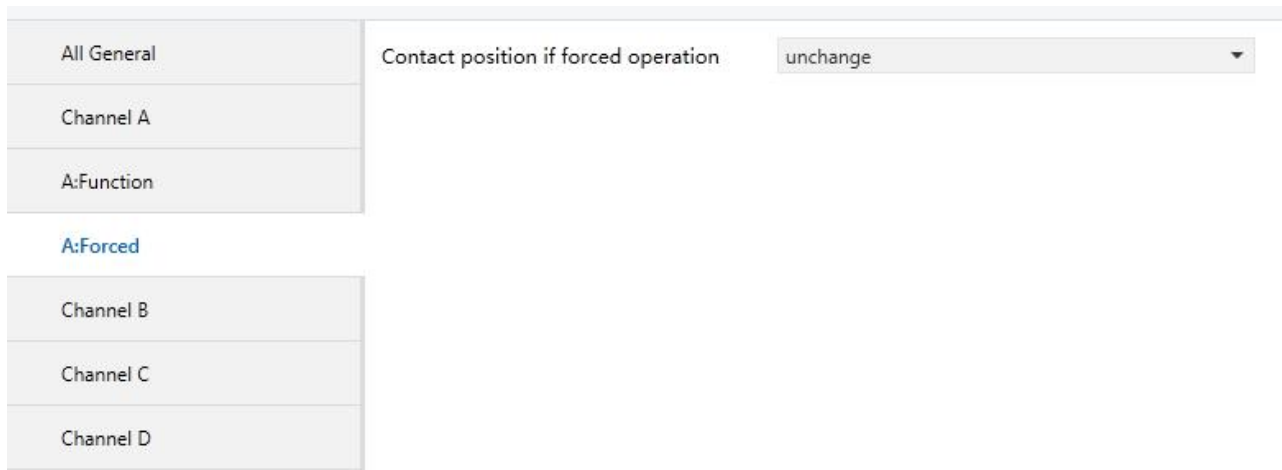 All General
Contact position if forced operation unchange
Channel A
A:Function
A:Forced
Channel B
Channel C
Channel D